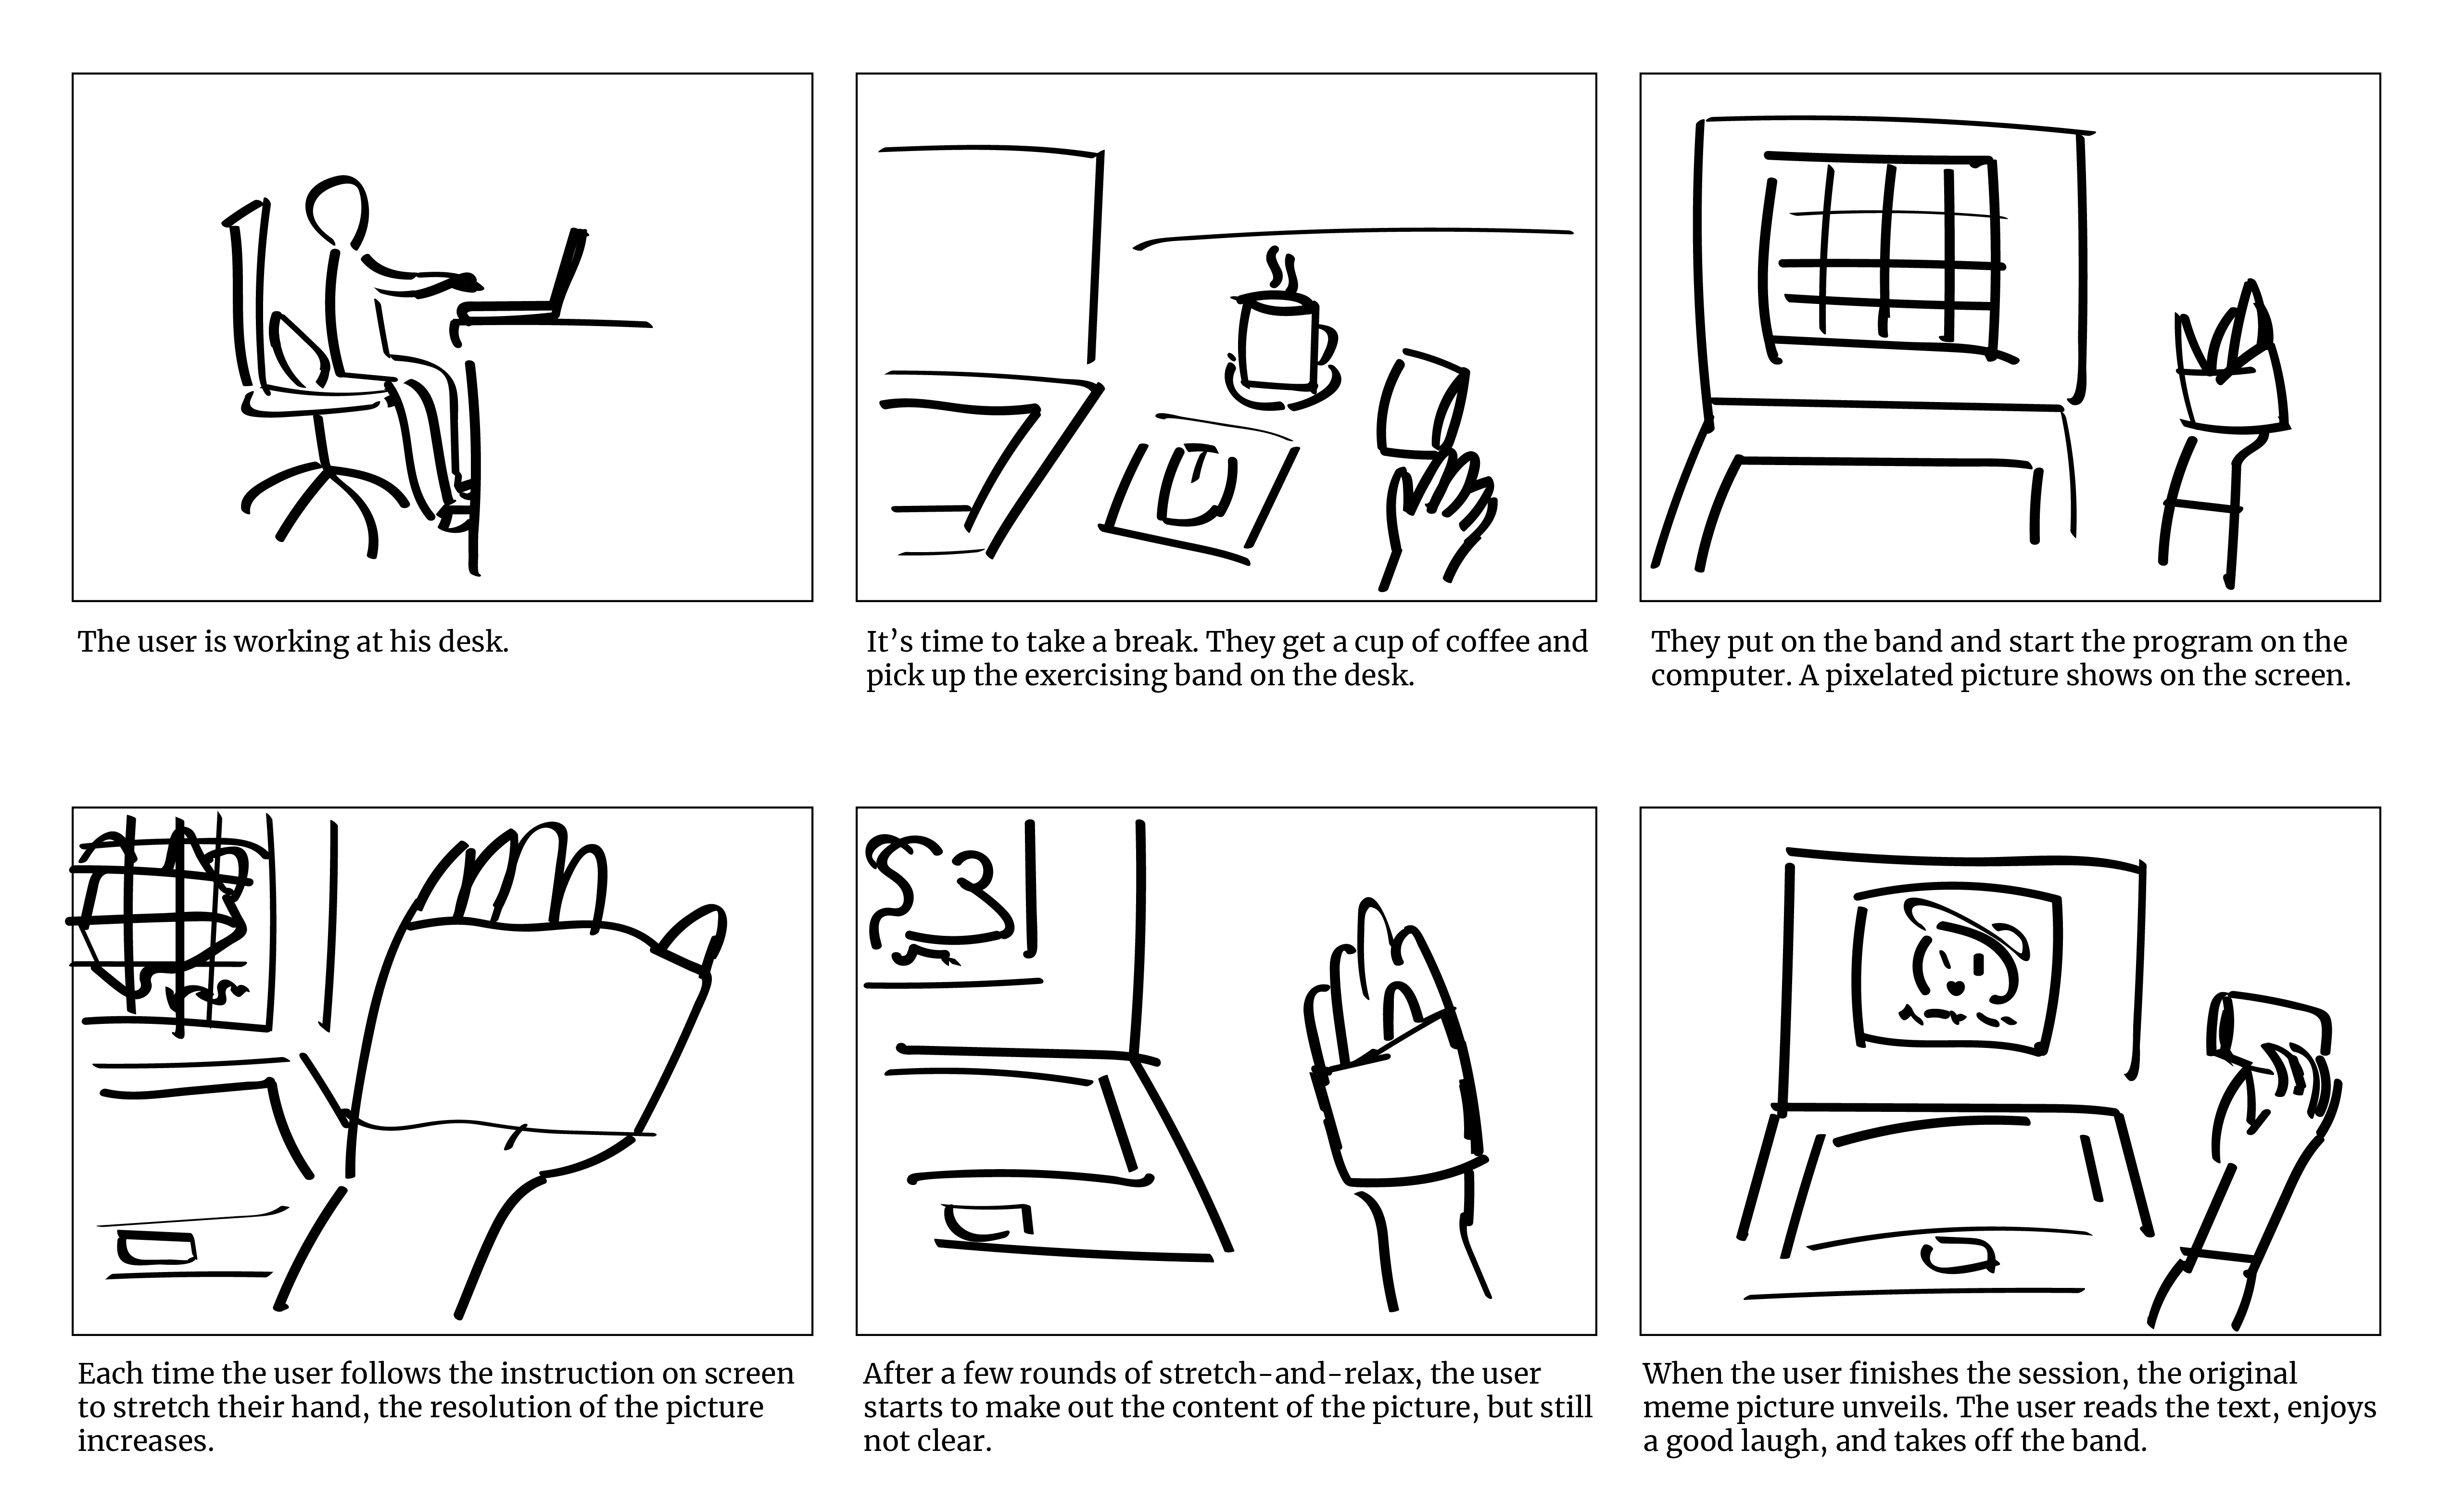 The user is working at his desk.
It’s time to take a break. They get a cup of coffee and
pick up the exercising band on the desk.
They put on the band and start the program on the
computer. A pixelated picture shows on the screen.
Each time the user follows the instruction on screen
to stretch their hand, the resolution of the picture
increases.
After a few rounds of stretch-and-relax, the user
starts to make out the content of the picture, but still
not clear.
When the user finishes the session, the original
meme picture unveils. The user reads the text, enjoys
a good laugh, and takes off the band.